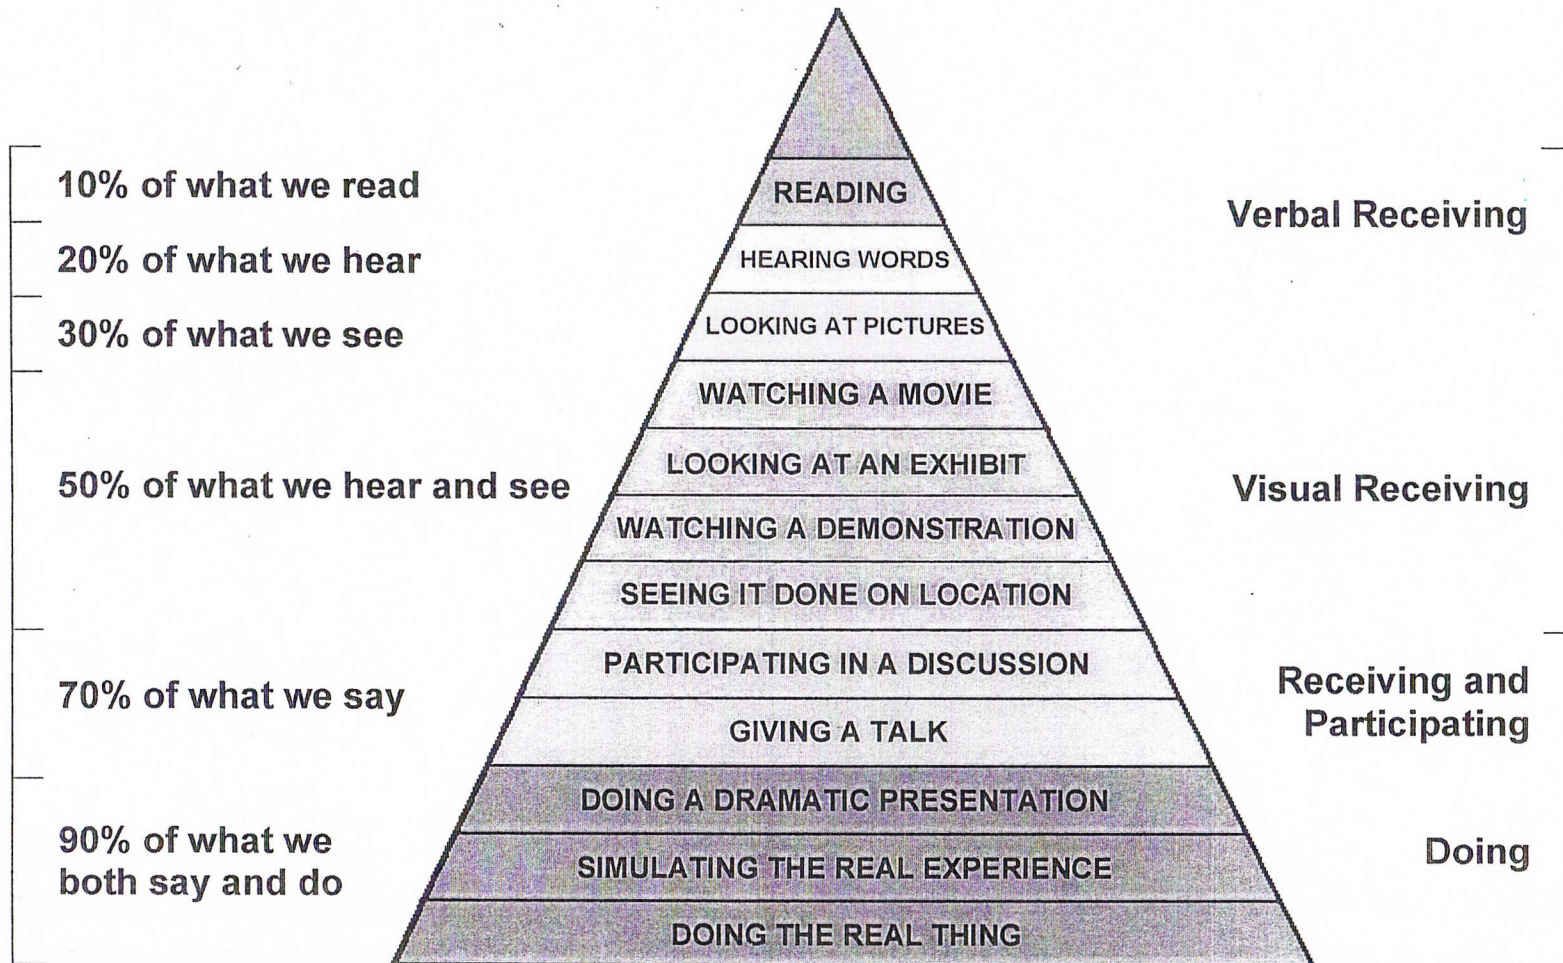 10% of what we read
20% of what we hear
30% of what we see
50% of what we hear and see
70% of what we say
90% of what we
both say and do
READING
HEARING WORDS
LOOKING AT PICTURES
WATCHING A MOVIE
LOOKING AT AN EXHIBIT
WATCHING A DEMONSTRATION
SEEING IT DONE ON LOCATION
PARTICIPATING IN A DISCUSSION
GIVING A TALK
DOING A DRAMATIC PRESENTATION
SIMULATING THE REAL EXPERIENCE
DOING THE REAL THING
Verbal Receiving
Visual Receiving
Receiving and
Participating
Doing